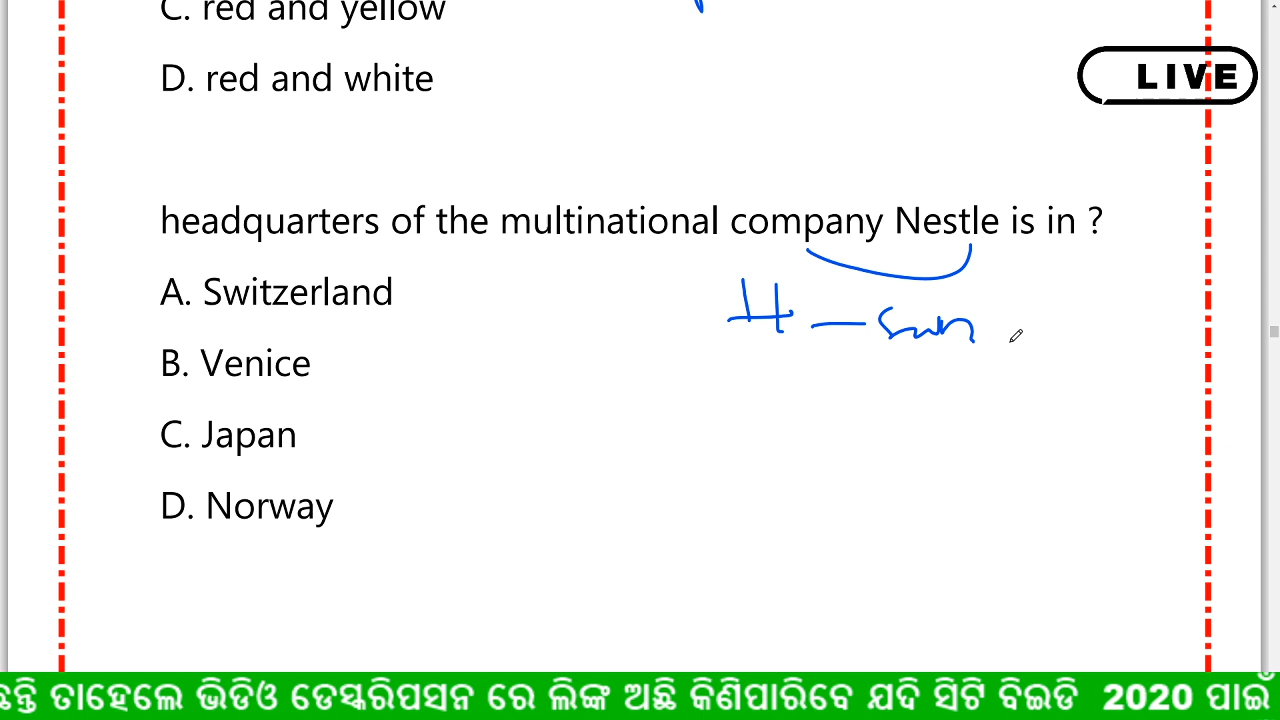 C. red and yellow
LIVE
D. red and white
headquarters of the multinational company Nestle is in ?
A. Switzerland
H —
B. Venice
C. Japan
D. Norway
ଛନ୍ତି ତାହେଲେ ଭିଡିଓ ଡେସ୍କରିପସନ ରେ ଲିଙ୍କ ଅଛି କିଣିପାରିବେ ଯଦି ସିଟି ବିଇଡି 2020 ପାଇଁ